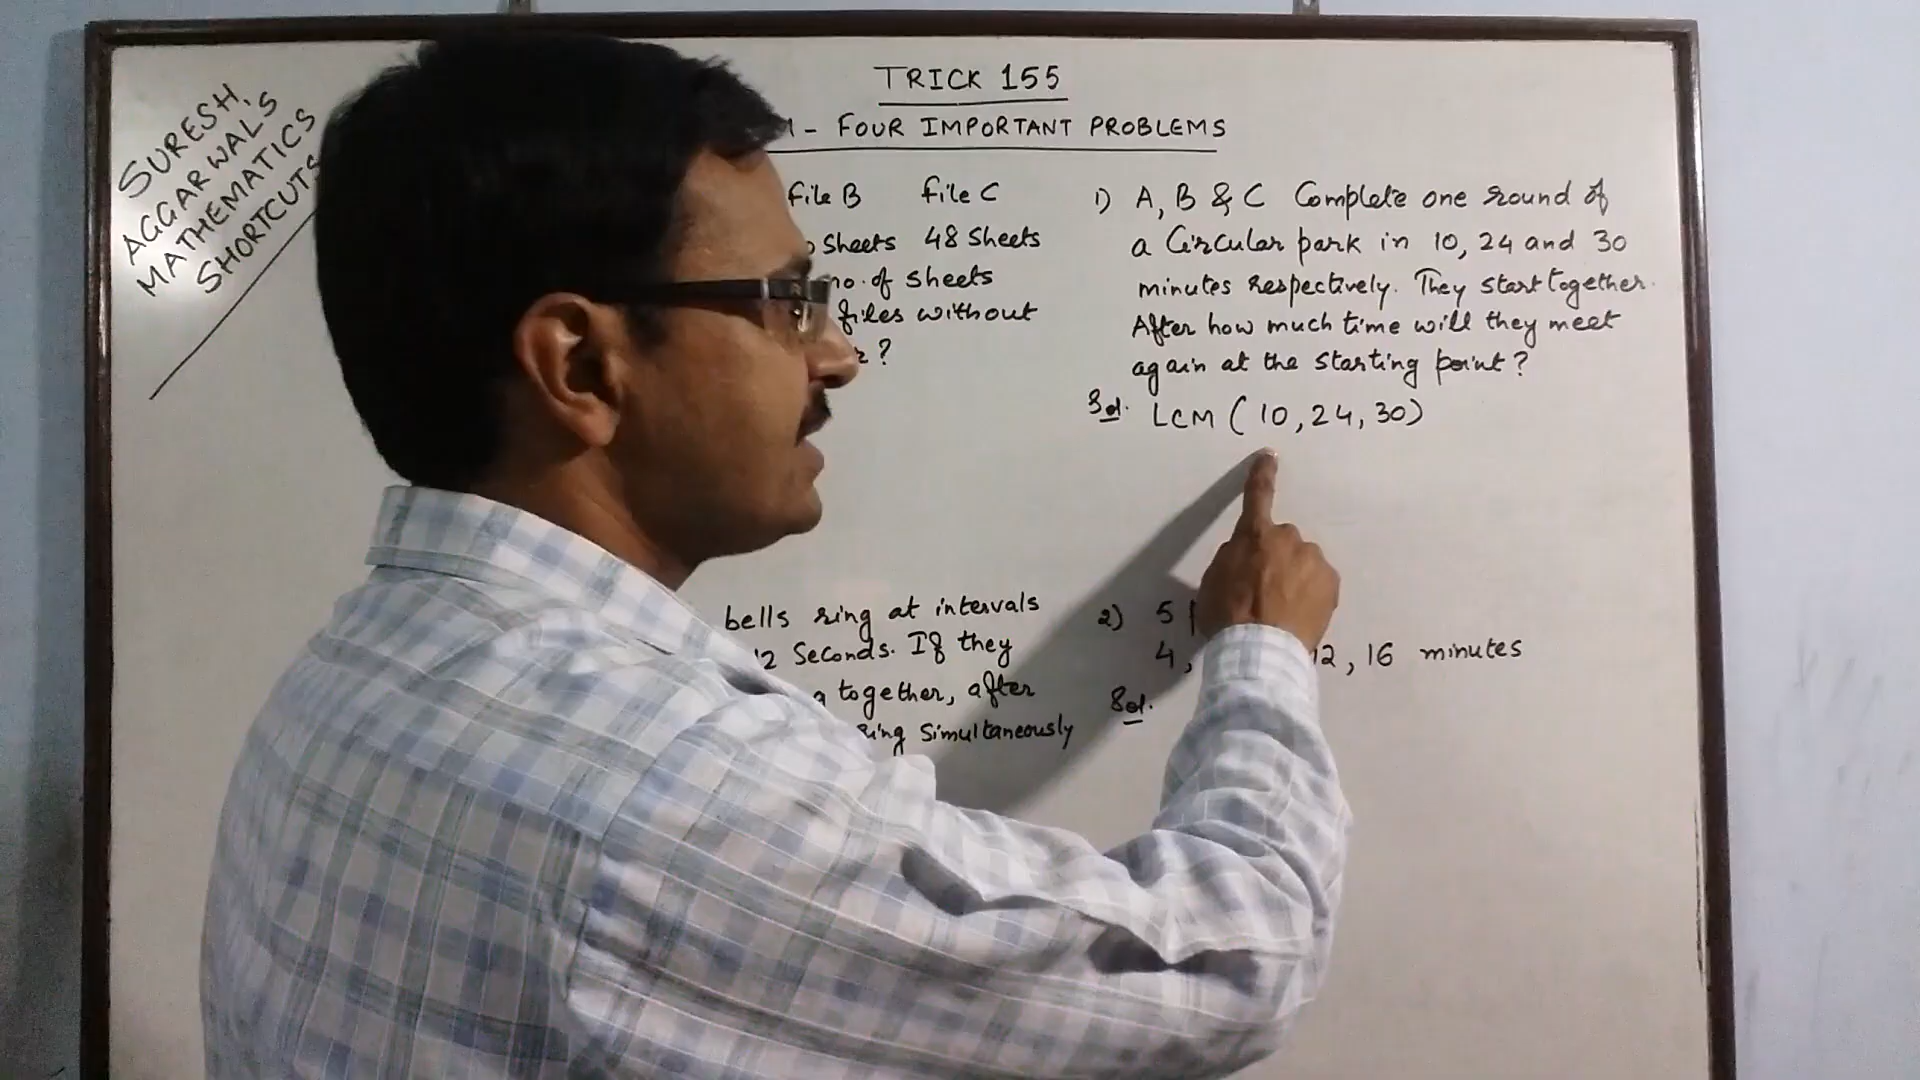 SURESH
AGGARWAL'S
MATHEMATICS
SHORTCUTS
TRICK 155
- FOUR IMPORTANT PROBLEMS
file B file C
Sheets 48 Sheets
no. of sheets
files without
?
1) A, B & C Complete one round of
a Circular park in 10, 24 and 30
minutes respectively. They start together.
After how much time will they meet
again at the starting point?
Sol. LCM (10, 24, 30)
bells ring at intervals
12 Seconds. If they
together, after
ring Simultaneously
2) 5
4, 12, 16 minutes
Sol.